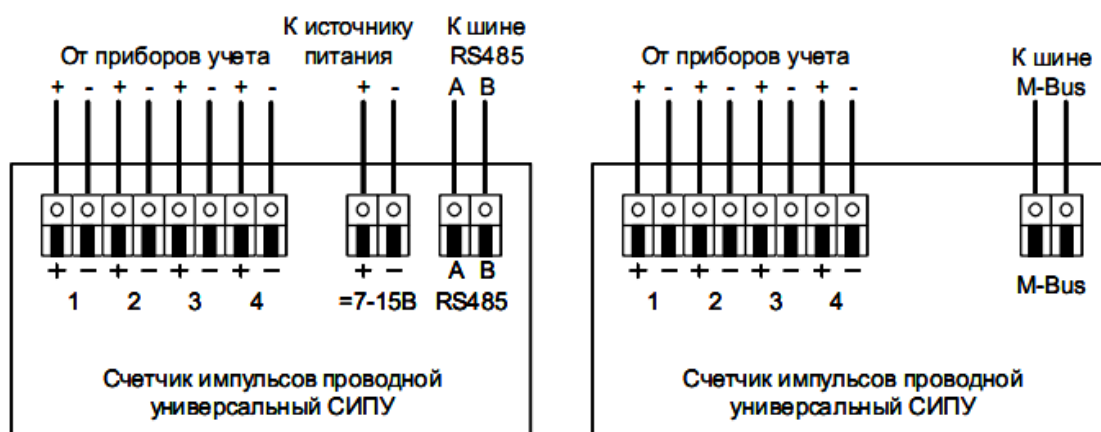 К источнику
питания
К шине
RS485
От приборов учета
+ - + - + - + -
+ -
A B
+ − + − + − + −
1 2 3 4
+ −
=7-15В
A B
RS485
Счетчик импульсов проводной
универсальный СИПУ
От приборов учета
+ - + - + - + -
К шине
M-Bus
+ − + − + − + −
1 2 3 4
M-Bus
Счетчик импульсов проводной
универсальный СИПУ